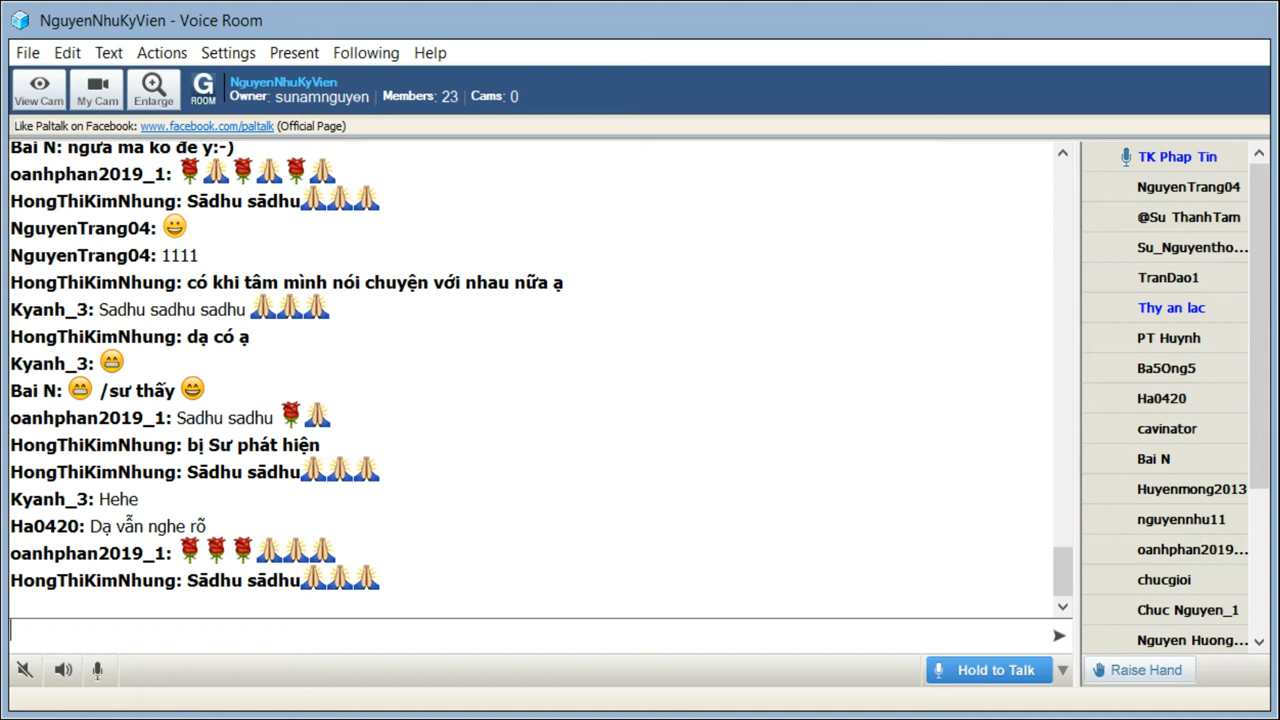 NguyenNhuKyVien - Voice Room
File Edit Text Actions Settings Present Following Help
View Cam
My Cam
Enlarge
G
ROOM
NguyenNhuKyVien
Owner: sunamnguyen | Members: 23 | Cams: 0
Like Paltalk on Facebook: www.facebook.com/paltalk (Official Page)
Bai N: ngưa ma ko đe y:-)
oanhphan2019_1: 🌹🙏🌹🙏🌹🙏
HongThiKimNhung: Sādhu sādhu🙏🙏🙏
NguyenTrang04: 😀
NguyenTrang04: 1111
HongThiKimNhung: có khi tâm mình nói chuyện với nhau nữa ạ
Kyanh_3: Sadhu sadhu sadhu 🙏🙏🙏
HongThiKimNhung: dạ có ạ
Kyanh_3: 😁
Bai N: 😁 /sư thấy 😄
oanhphan2019_1: Sadhu sadhu 🌹🙏
HongThiKimNhung: bị Sư phát hiện
HongThiKimNhung: Sādhu sādhu🙏🙏🙏
Kyanh_3: Hehe
Ha0420: Dạ vẫn nghe rõ
oanhphan2019_1: 🌹🌹🌹🙏🙏🙏
HongThiKimNhung: Sādhu sādhu🙏🙏🙏
Hold to Talk
TK Phap Tin
NguyenTrang04
@Su ThanhTam
Su_Nguyentho...
TranDao1
Thy an lac
PT Huynh
Ba5Ong5
Ha0420
cavinator
Bai N
Huyenmong2013
nguyennhu11
oanhphan2019...
chucgioi
Chuc Nguyen_1
Nguyen Huong...
Raise Hand